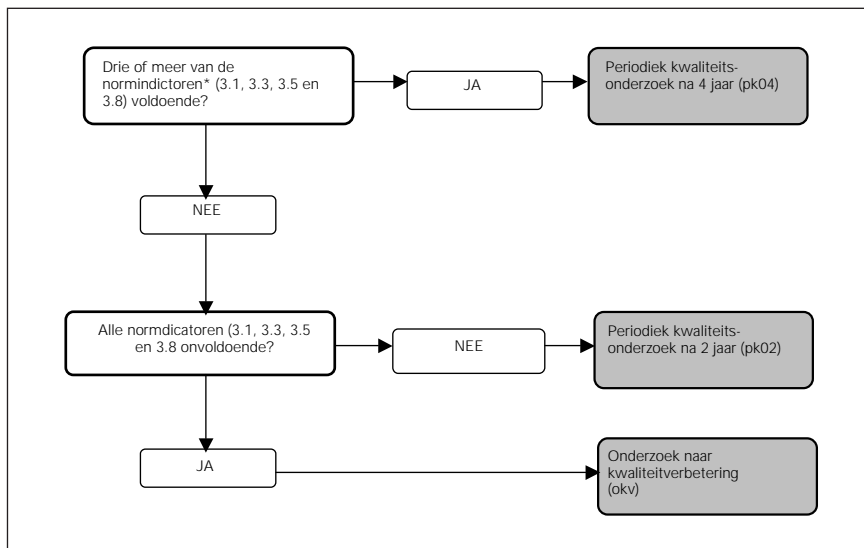 Drie of meer van de
normindictoren* (3.1, 3.3, 3.5 en
3.8) voldoende?
JA
Periodiek kwaliteits-
onderzoek na 4 jaar (pk04)
NEE
Alle normdicatoren (3.1, 3.3, 3.5
en 3.8 onvoldoende?
NEE
Periodiek kwaliteits-
onderzoek na 2 jaar (pk02)
JA
Onderzoek naar
kwaliteitverbetering
(okv)